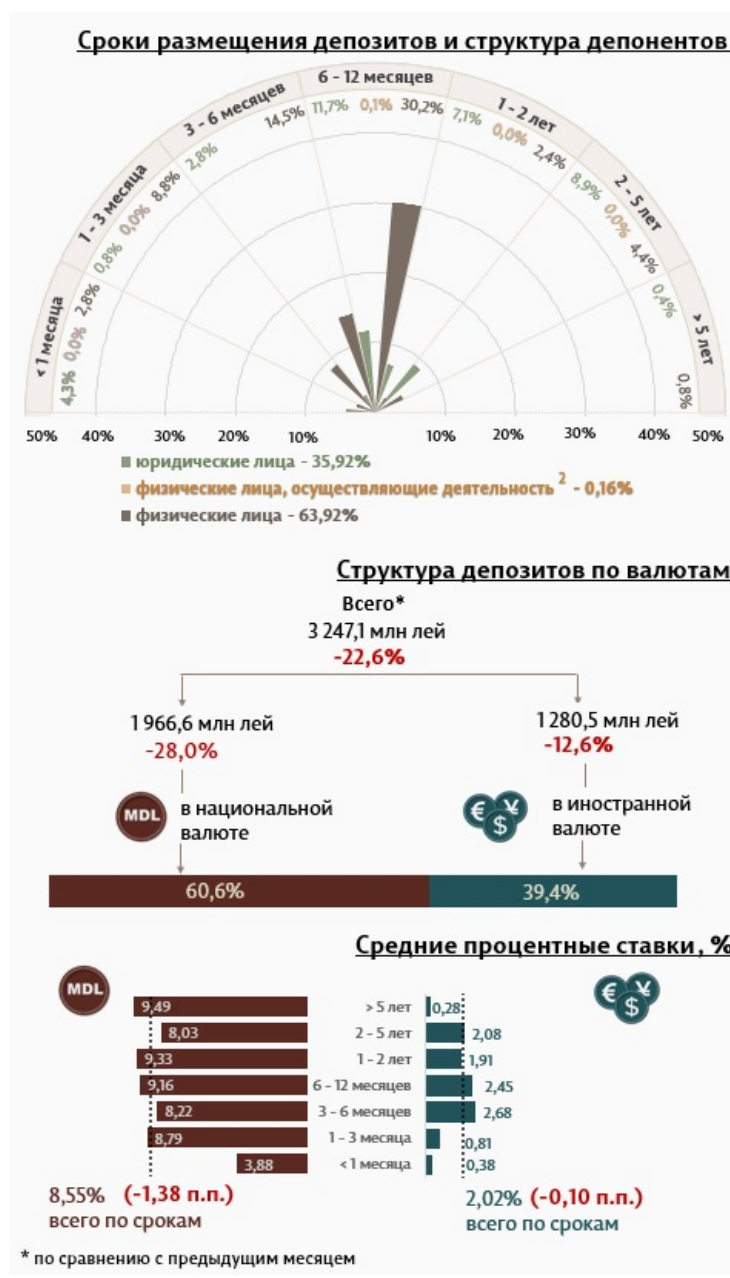 Сроки размещения депозитов и структура депонентов
6 - 12 месяцев
3 - 6 месяцев
1 - 2 лет
14,5% 11,7% 0,1% 30,2% 7,1% 0,0% 2,4%
1 - 3 месяца
2 - 5 лет
0,8% 0,0% 8,8% 2,8%
8,9% 0,0% 4,4%
< 1 месяца
> 5 лет
4,3% 0,0% 2,8%
0,4% 0,8%
50% 40% 30% 20% 10% 10% 20% 30% 40% 50%
юридические лица - 35,92%
физические лица, осуществляющие деятельность 2 - 0,16%
физические лица - 63,92%
Структура депозитов по валютам
Всего*
3 247,1 млн лей
-22,6%
1 966,6 млн лей
-28,0%
1 280,5 млн лей
-12,6%
MDL
в национальной
валюте
€ ¥ $
в иностранной
валюте
60,6% 39,4%
Средние процентные ставки, %
MDL
€ ¥ $
9,49 > 5 лет 0,28
8,03 2 - 5 лет 2,08
9,33 1 - 2 лет 1,91
9,16 6 - 12 месяцев 2,45
8,22 3 - 6 месяцев 2,68
8,79 1 - 3 месяца 0,81
3,88 < 1 месяца 0,38
8,55% (-1,38 п.п.)
всего по срокам
2,02% (-0,10 п.п.)
всего по срокам
* по сравнению с предыдущим месяцем